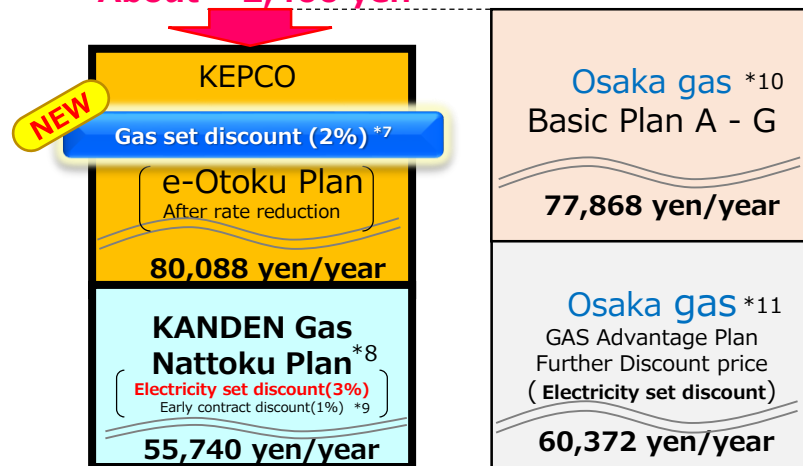 About yen
KEPCO
NEW
Gas set discount (2%) *7
e-Otoku Plan
After rate reduction
80,088 yen/year
KANDEN Gas
Nattoku Plan*8
Electricity set discount(3%)
Early contract discount(1%) *9
55,740 yen/year
Osaka gas *10
Basic Plan A - G
77,868 yen/year
Osaka gas *11
GAS Advantage Plan
Further Discount price
( Electricity set discount)
60,372 yen/year